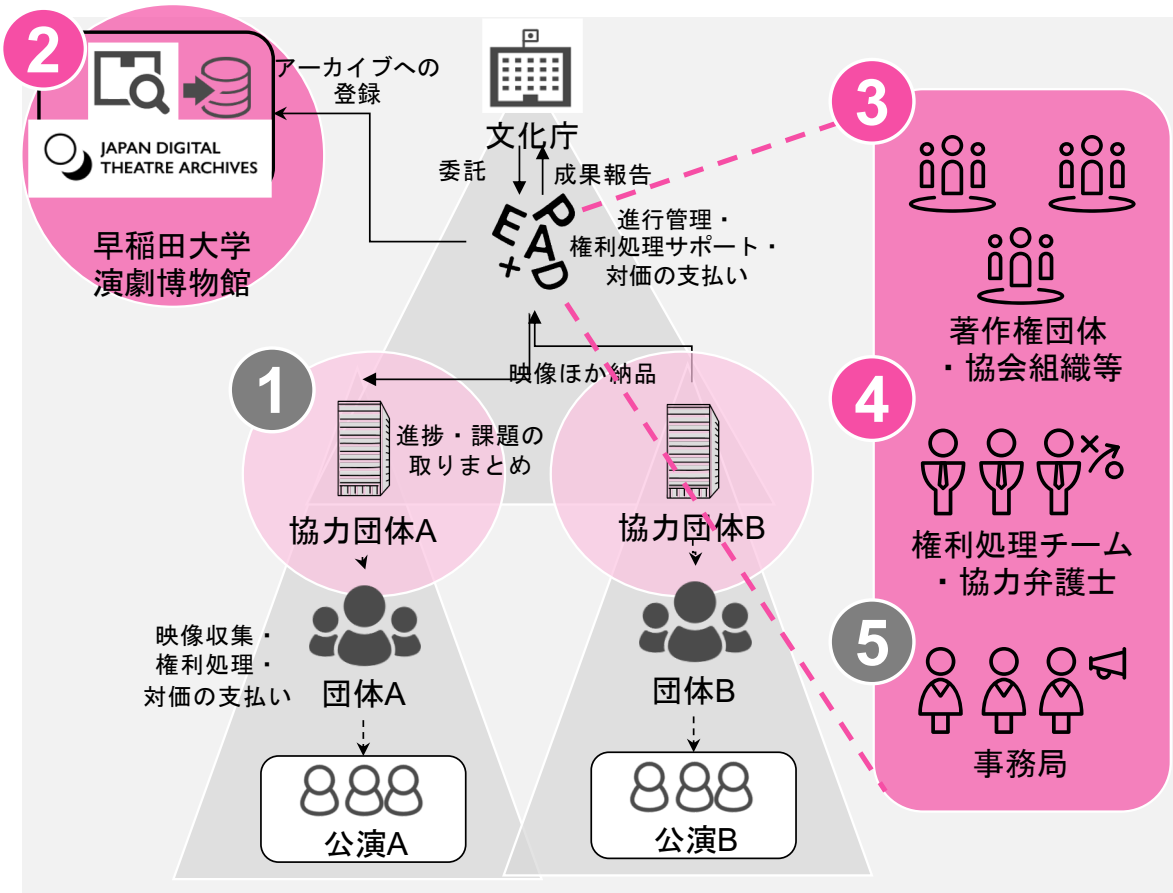 2
アーカイブへの
登録
JAPAN DIGITAL
THEATRE ARCHIVES
早稲田大学
演劇博物館
文化庁
委託
成果報告
EPAD
+
進行管理・
権利処理サポート・
対価の支払い
映像ほか納品
1
進捗・課題の
取りまとめ
協力団体A
協力団体B
映像収集・
権利処理・
対価の支払い
団体A
団体B
公演A
公演B
3
著作権団体
・協会組織等
4
権利処理チーム
・協力弁護士
5
事務局